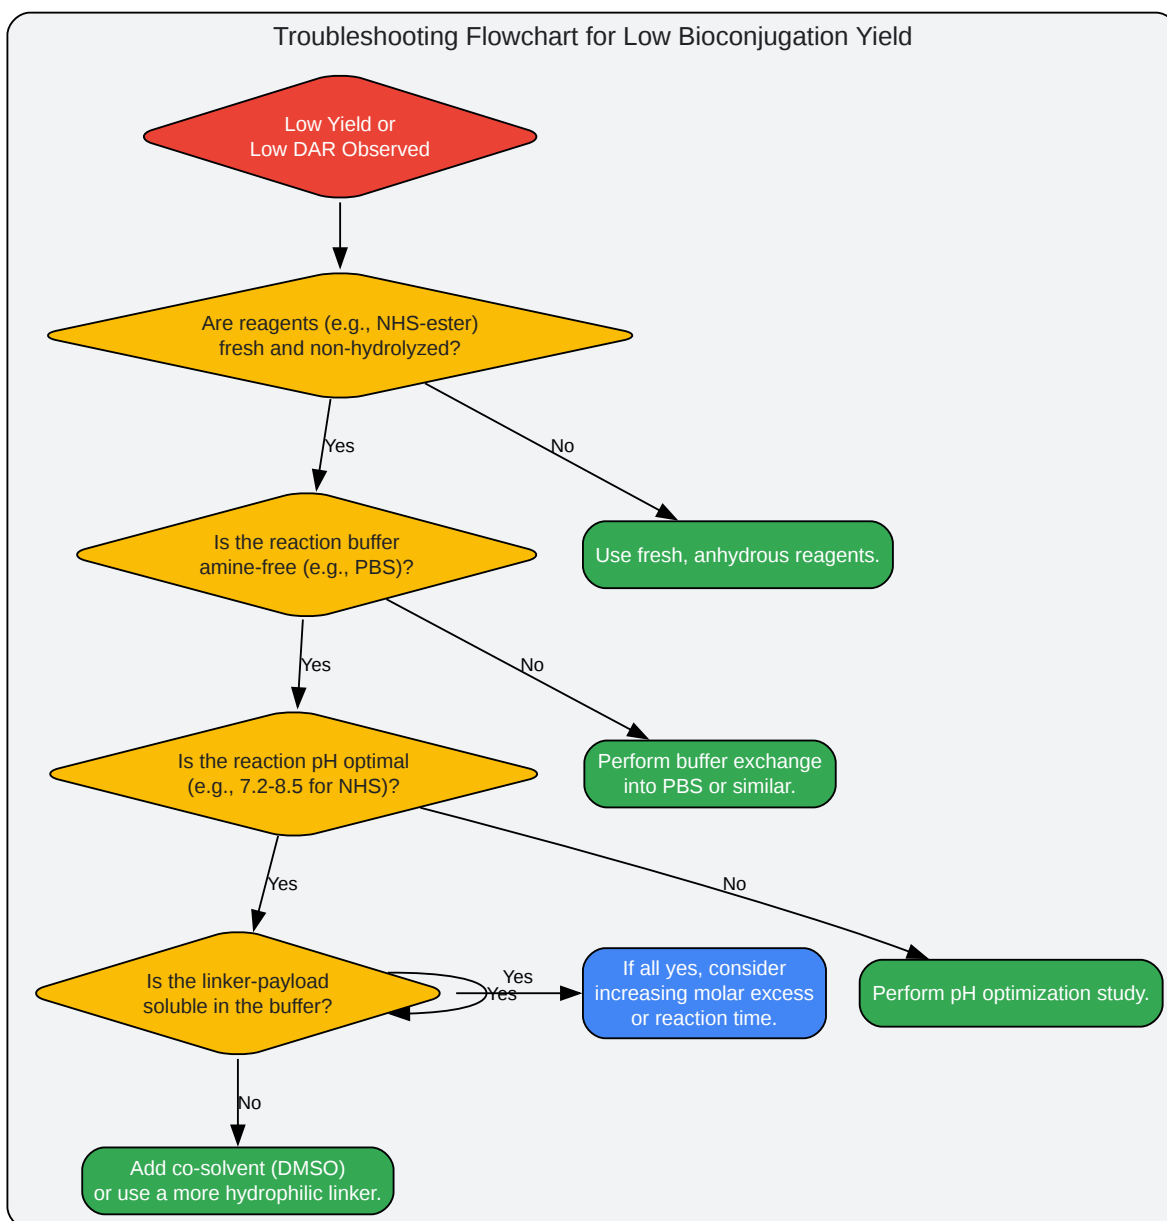 Troubleshooting Flowchart for Low Bioconjugation Yield
Low Yield or
Low DAR Observed
Are reagents (e.g., NHS-ester)
fresh and non-hydrolyzed?
Yes
No
Is the reaction buffer
amine-free (e.g., PBS)?
Use fresh, anhydrous reagents.
Yes
No
Is the reaction pH optimal
(e.g., 7.2-8.5 for NHS)?
Perform buffer exchange
into PBS or similar.
Yes
No
Is the linker-payload
soluble in the buffer?
Yes
Yes
If all yes, consider
increasing molar excess
or reaction time.
Perform pH optimization study.
No
Add co-solvent (DMSO)
or use a more hydrophilic linker.